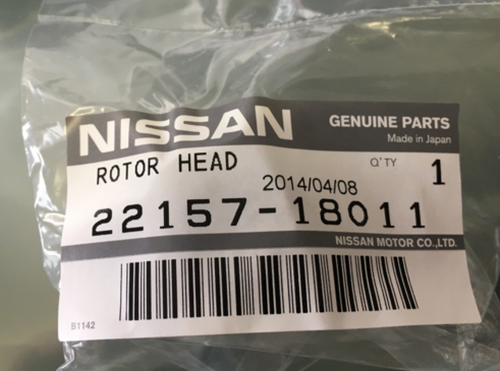 NISSAN
GENUINE PARTS
Made in Japan
ROTOR HEAD
Q'TY 1
2014/04/08
22157-18011
NISSAN MOTOR CO.,LTD.
B1142